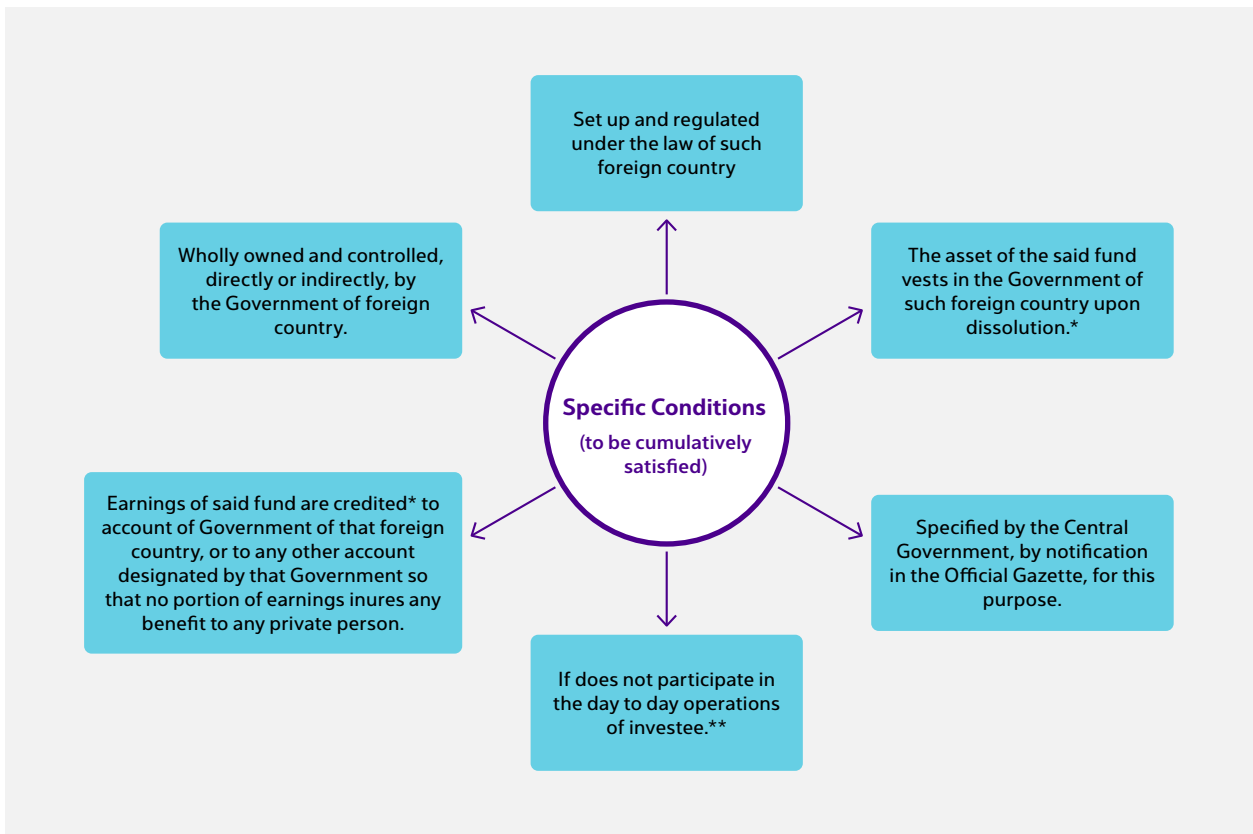 Set up and regulated
under the law of such
foreign country
Wholly owned and controlled,
directly or indirectly, by
the Government of foreign
country.
The asset of the said fund
vests in the Government of
such foreign country upon
dissolution.*
Specific Conditions
(to be cumulatively
satisfied)
Earnings of said fund are credited* to
account of Government of that foreign
country, or to any other account
designated by that Government so
that no portion of earnings inures any
benefit to any private person.
Specified by the Central
Government, by notification
in the Official Gazette, for this
purpose.
If does not participate in
the day to day operations
of investee.**